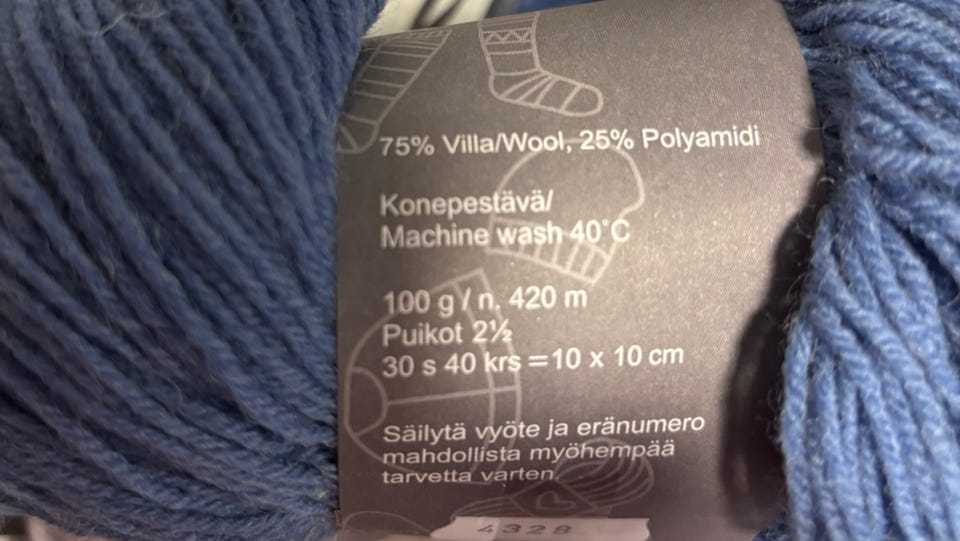 75% Villa/Wool, 25% Polyamidi
Konepestävä/
Machine wash 40°C
100 g / n. 420 m
Puikot 2½
30 s 40 krs =10 x 10 cm
Säilytä vyöte ja eränumero
mahdollista myöhempää
tarvetta varten.
4328